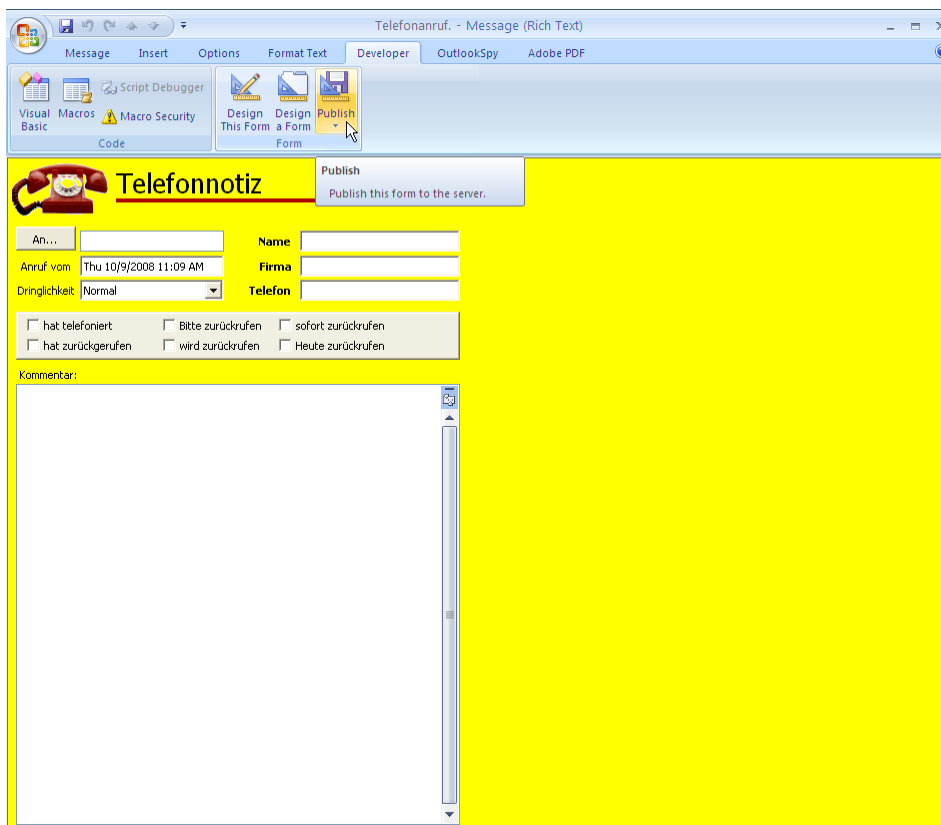 Telefonanruf. - Message (Rich Text)
Message Insert Options Format Text Developer OutlookSpy Adobe PDF
Visual Basic
Macros
Script Debugger
Macro Security
Code
Design This Form
Design a Form
Publish
Form
Publish
Publish this form to the server.
Telefonnotiz
An... Name
Anruf vom Thu 10/9/2008 11:09 AM Firma
Dringlichkeit Normal Telefon
hat telefoniert Bitte zurückrufen sofort zurückrufen
hat zurückgerufen wird zurückrufen Heute zurückrufen
Kommentar: